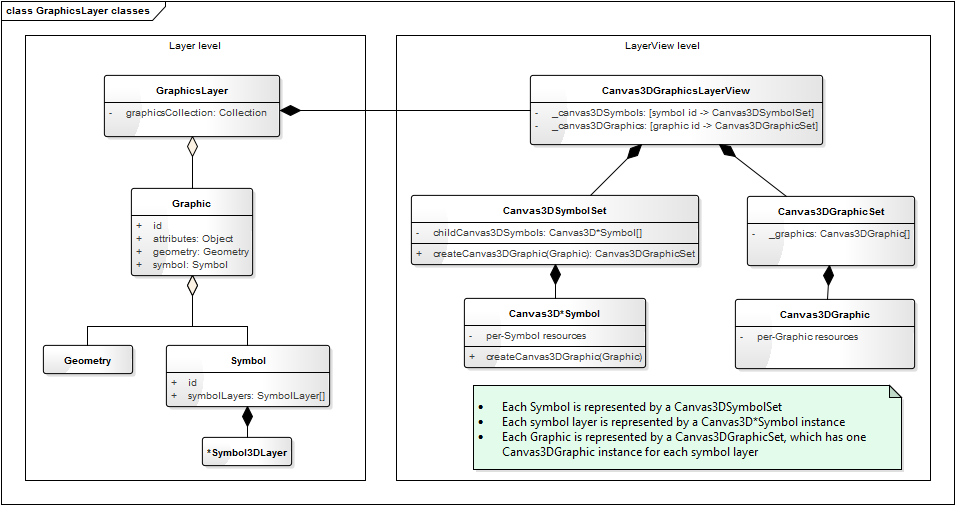 class GraphicsLayer classes
Layer level
GraphicsLayer
- graphicsCollection: Collection
Graphic
+ id
+ attributes: Object
+ geometry: Geometry
+ symbol: Symbol
Geometry
Symbol
+ id
+ symbolLayers: SymbolLayer[]
*Symbol3DLayer
LayerView level
Canvas3DGraphicsLayerView
- _canvas3DSymbols: [symbol id -> Canvas3DSymbolSet]
- _canvas3DGraphics: [graphic id -> Canvas3DGraphicSet]
Canvas3DSymbolSet
- childCanvas3DSymbols: Canvas3D*Symbol[]
+ createCanvas3DGraphic(Graphic): Canvas3DGraphicSet
Canvas3DGraphicSet
- _graphics: Canvas3DGraphic[]
Canvas3D*Symbol
- per-Symbol resources
+ createCanvas3DGraphic(Graphic)
Canvas3DGraphic
- per-Graphic resources
• Each Symbol is represented by a Canvas3DSymbolSet
• Each symbol layer is represented by a Canvas3D*Symbol instance
• Each Graphic is represented by a Canvas3DGraphicSet, which has one
Canvas3DGraphic instance for each symbol layer